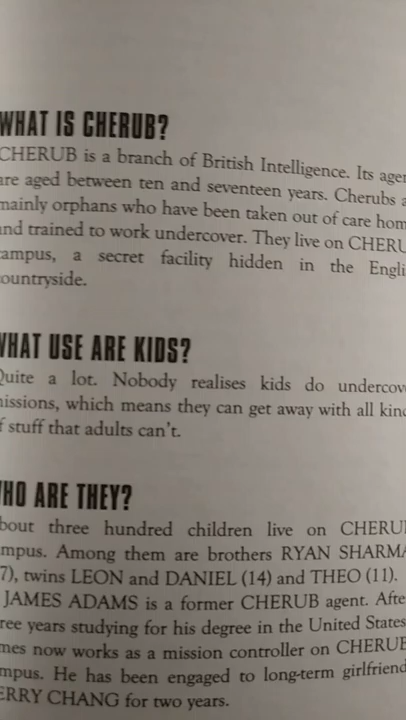 WHAT IS CHERUB?
CHERUB is a branch of British Intelligence. Its
are aged between ten and seventeen years. Cherubs
mainly orphans who have been taken out of care
and trained to work undercover. They live on
campus, a secret facility hidden in the
countryside.
WHAT USE ARE KIDS?
Quite a lot. Nobody realises kids do
missions, which means they can get away with all
of stuff that adults can't.
WHO ARE THEY?
bout three hundred children live on
mpus. Among them are brothers RYAN
7), twins LEON and DANIEL (14) and THEO (11).
JAMES ADAMS is a former CHERUB agent.
ree years studying for his degree in the United States
mes now works as a mission controller on CHERUB
mpus. He has been engaged to long-term girlfriend
ERRY CHANG for two years.